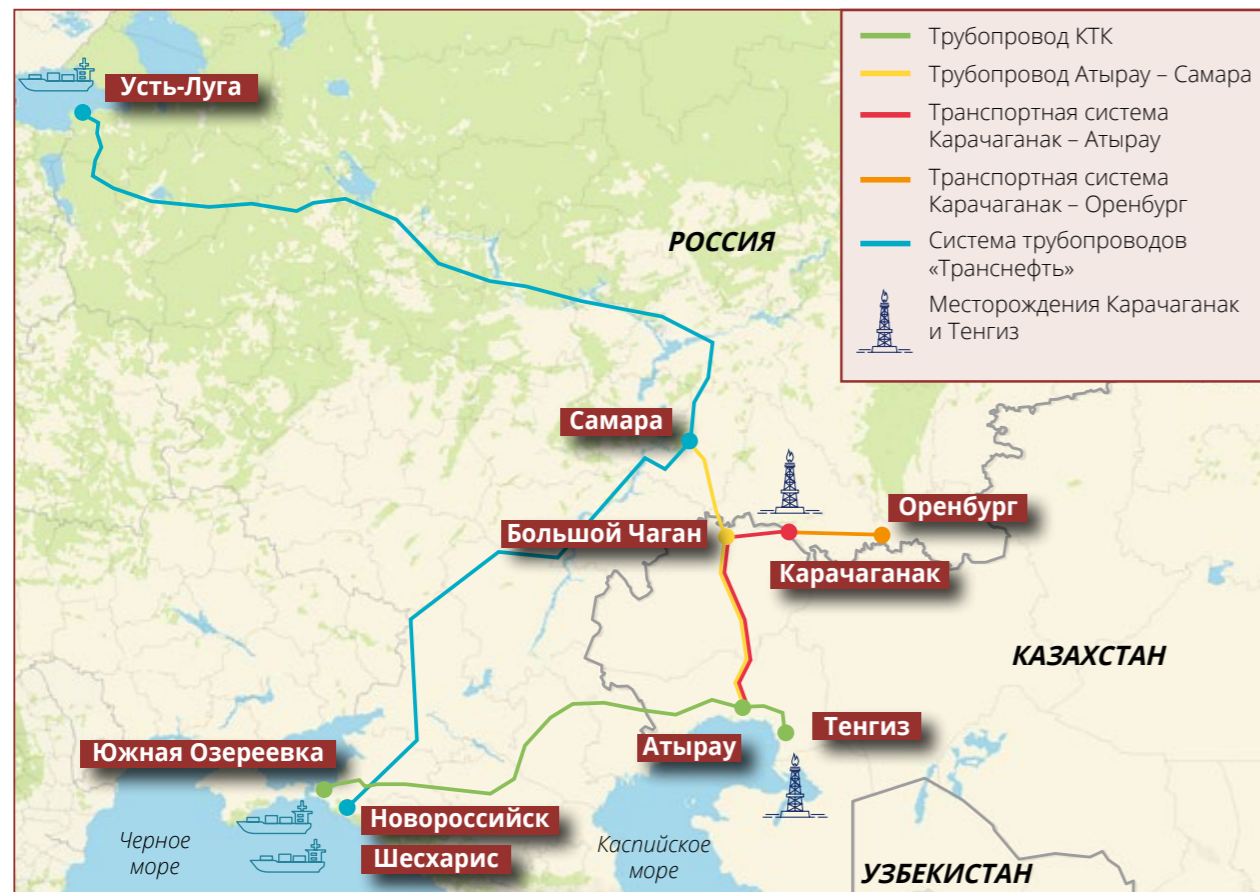 Трубопровод КТК
Трубопровод Атырау – Самара
Транспортная система
Карачаганак – Атырау
Транспортная система
Карачаганак – Оренбург
Система трубопроводов
«Транснефть»
Месторождения Карачаганак
и Тенгиз
Усть-Луга
РОССИЯ
Самара
Оренбург
Большой Чаган
Карачаганак
КАЗАХСТАН
Тенгиз
Атырау
Южная Озереевка
Новороссийск
Шесхарис
Черное
море
Каспийское
море
УЗБЕКИСТАН